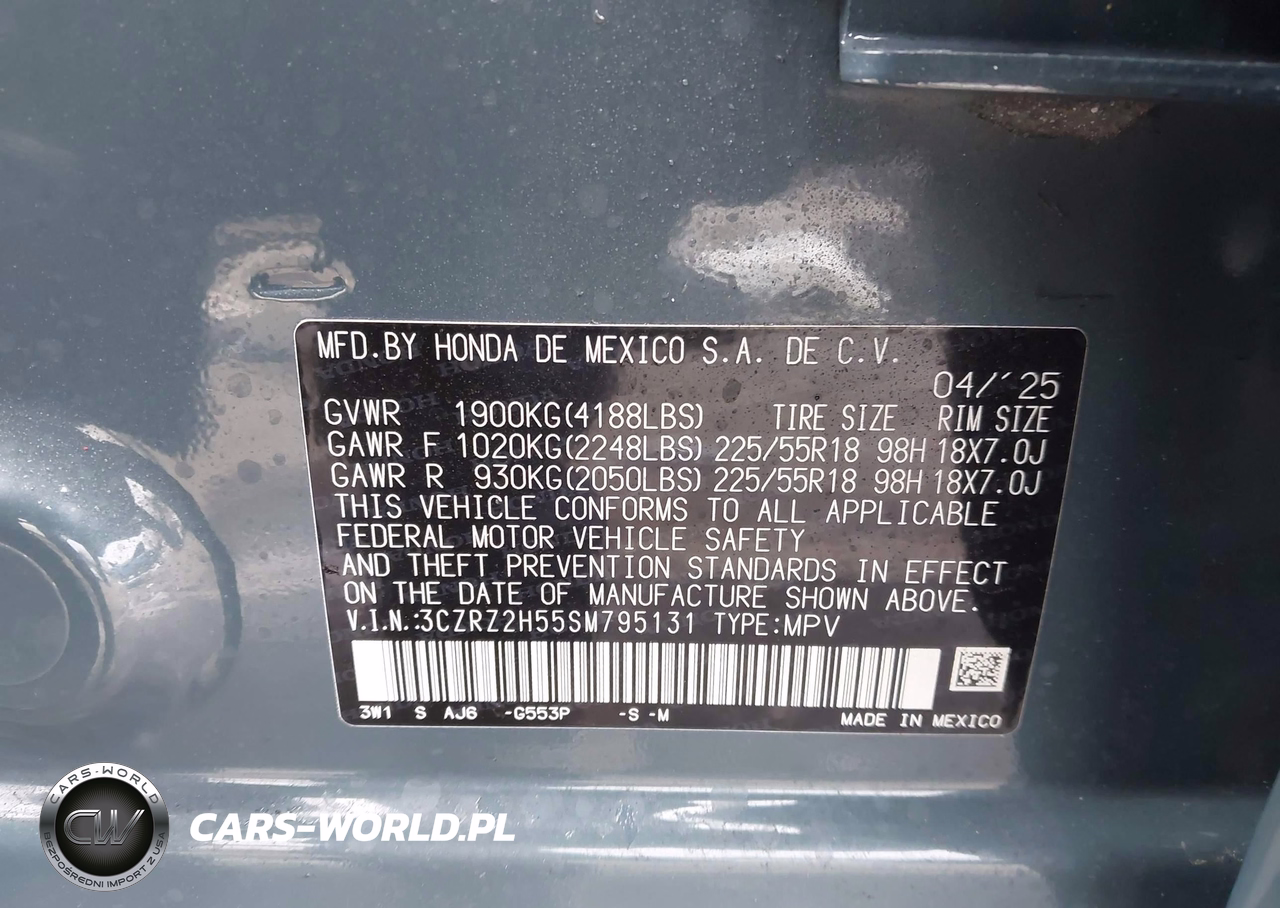 MFD.BY HONDA DE MEXICO S.A. DE C.V.
04/´25
GVWR 1900KG(4188LBS) TIRE SIZE RIM SIZE
GAWR F 1020KG(2248LBS) 225/55R18 98H 18X7.0J
GAWR R 930KG(2050LBS) 225/55R18 98H 18X7.0J
THIS VEHICLE CONFORMS TO ALL APPLICABLE
FEDERAL MOTOR VEHICLE SAFETY
AND THEFT PREVENTION STANDARDS IN EFFECT
ON THE DATE OF MANUFACTURE SHOWN ABOVE.
V.I.N.:3CZRZ2H55SM795131 TYPE:MPV
3W1 S AJ6 -G553P -S -M MADE IN MEXICO
CARS-WORLD
CW
BEZPOŚREDNI IMPORT Z USA
CARS-WORLD.PL